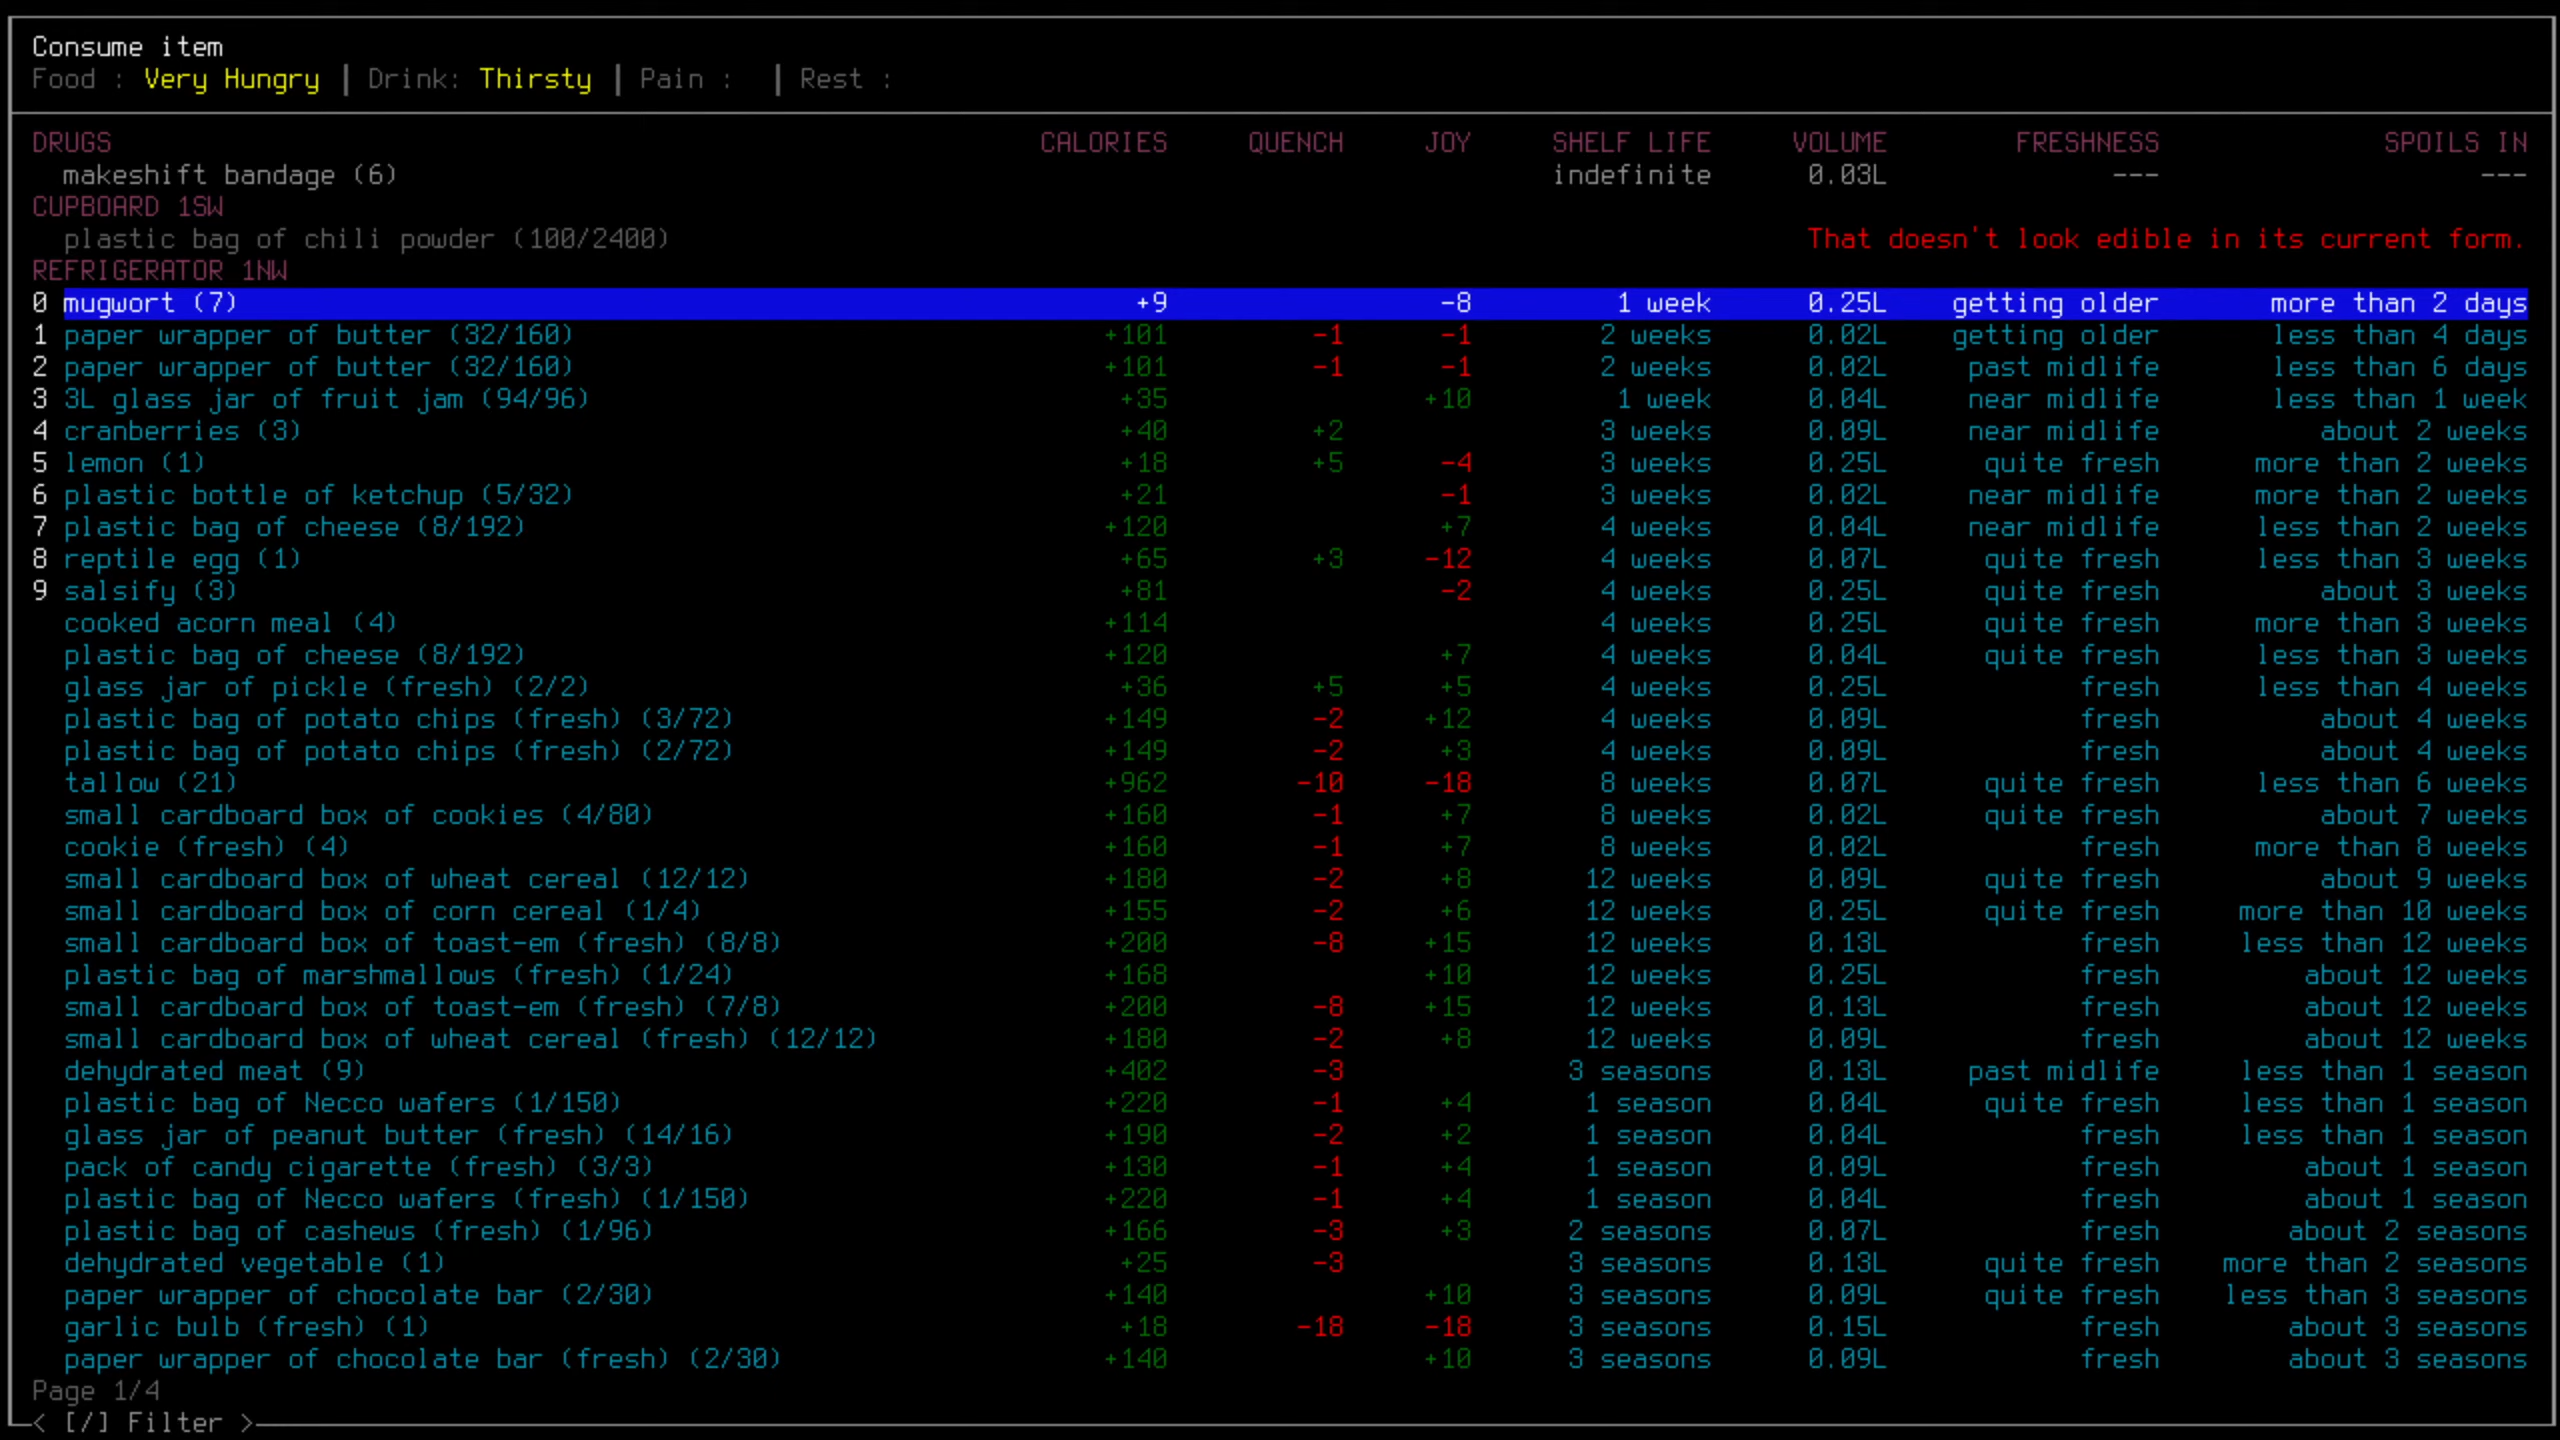 Consume item
Food : Very Hungry | Drink: Thirsty | Pain : | Rest :
DRUGS CALORIES QUENCH JOY SHELF LIFE VOLUME FRESHNESS SPOILS IN
makeshift bandage (6) indefinite 0.03L --- ---
CUPBOARD 1SW
plastic bag of chili powder (100/2400) That doesn't look edible in its current form.
REFRIGERATOR 1NW
0 mugwort (7) +9 -8 1 week 0.25L getting older more than 2 days
1 paper wrapper of butter (32/160) +101 -1 -1 2 weeks 0.02L getting older less than 4 days
2 paper wrapper of butter (32/160) +101 -1 -1 2 weeks 0.02L past midlife less than 6 days
3 3L glass jar of fruit jam (94/96) +35 +10 1 week 0.04L near midlife less than 1 week
4 cranberries (3) +40 +2 3 weeks 0.09L near midlife about 2 weeks
5 lemon (1) +18 +5 -4 3 weeks 0.25L quite fresh more than 2 weeks
6 plastic bottle of ketchup (5/32) +21 -1 3 weeks 0.02L near midlife more than 2 weeks
7 plastic bag of cheese (8/192) +120 +7 4 weeks 0.04L near midlife less than 2 weeks
8 reptile egg (1) +65 +3 -12 4 weeks 0.07L quite fresh less than 3 weeks
9 salsify (3) +81 -2 4 weeks 0.25L quite fresh about 3 weeks
cooked acorn meal (4) +114 4 weeks 0.25L quite fresh more than 3 weeks
plastic bag of cheese (8/192) +120 +7 4 weeks 0.04L quite fresh less than 3 weeks
glass jar of pickle (fresh) (2/2) +36 +5 +5 4 weeks 0.25L fresh less than 4 weeks
plastic bag of potato chips (fresh) (3/72) +149 -2 +12 4 weeks 0.09L fresh about 4 weeks
plastic bag of potato chips (fresh) (2/72) +149 -2 +3 4 weeks 0.09L fresh about 4 weeks
tallow (21) +962 -10 -18 8 weeks 0.07L quite fresh less than 6 weeks
small cardboard box of cookies (4/80) +160 -1 +7 8 weeks 0.02L quite fresh about 7 weeks
cookie (fresh) (4) +160 -1 +7 8 weeks 0.02L fresh more than 8 weeks
small cardboard box of wheat cereal (12/12) +180 -2 +8 12 weeks 0.09L quite fresh about 9 weeks
small cardboard box of corn cereal (1/4) +155 -2 +6 12 weeks 0.25L quite fresh more than 10 weeks
small cardboard box of toast-em (fresh) (8/8) +200 -8 +15 12 weeks 0.13L fresh less than 12 weeks
plastic bag of marshmallows (fresh) (1/24) +168 +10 12 weeks 0.25L fresh about 12 weeks
small cardboard box of toast-em (fresh) (7/8) +200 -8 +15 12 weeks 0.13L fresh about 12 weeks
small cardboard box of wheat cereal (fresh) (12/12) +180 -2 +8 12 weeks 0.09L fresh about 12 weeks
dehydrated meat (9) +402 -3 3 seasons 0.13L past midlife less than 1 season
plastic bag of Necco wafers (1/150) +220 -1 +4 1 season 0.04L quite fresh less than 1 season
glass jar of peanut butter (fresh) (14/16) +190 -2 +2 1 season 0.04L fresh less than 1 season
pack of candy cigarette (fresh) (3/3) +130 -1 +4 1 season 0.09L fresh about 1 season
plastic bag of Necco wafers (fresh) (1/150) +220 -1 +4 1 season 0.04L fresh about 1 season
plastic bag of cashews (fresh) (1/96) +166 -3 +3 2 seasons 0.07L fresh about 2 seasons
dehydrated vegetable (1) +25 -3 3 seasons 0.13L quite fresh more than 2 seasons
paper wrapper of chocolate bar (2/30) +140 +10 3 seasons 0.09L quite fresh less than 3 seasons
garlic bulb (fresh) (1) +18 -18 -18 3 seasons 0.15L fresh about 3 seasons
paper wrapper of chocolate bar (fresh) (2/30) +140 +10 3 seasons 0.09L fresh about 3 seasons
Page 1/4
< [/] Filter >